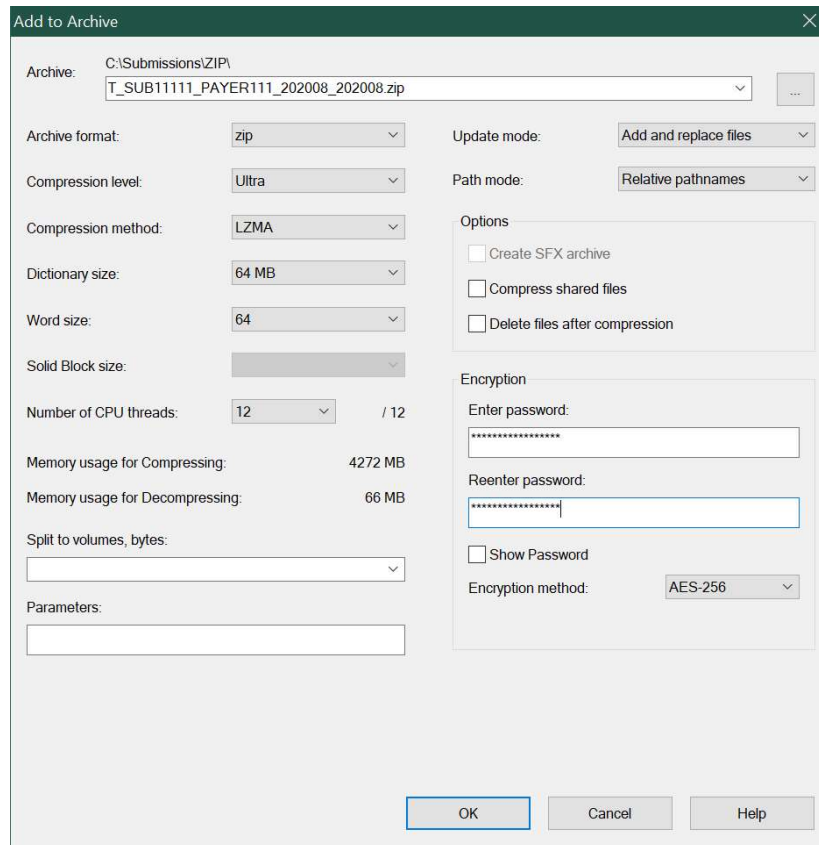 Add to Archive
Archive:
C:\Submissions\ZIP\
T_SUB11111_PAYER111_202008_202008.zip
...
Archive format:
zip
Compression level:
Ultra
Compression method:
LZMA
Dictionary size:
64 MB
Word size:
64
Solid Block size:
Number of CPU threads:
12
/ 12
Memory usage for Compressing:
4272 MB
Memory usage for Decompressing:
66 MB
Split to volumes, bytes:
Parameters:
Update mode:
Add and replace files
Path mode:
Relative pathnames
Options
Create SFX archive
Compress shared files
Delete files after compression
Encryption
Enter password:
*****************
Reenter password:
*****************
Show Password
Encryption method:
AES-256
OK
Cancel
Help